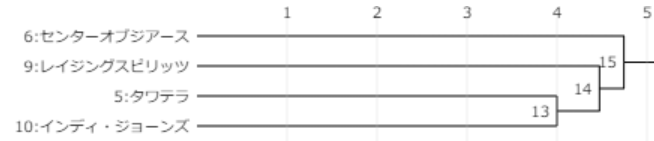 1 2 3 4 5
6:センターオブジアース
15
9:レイジングスピリッツ
14
5:タワテラ
13
10:インディ・ジョーンズ